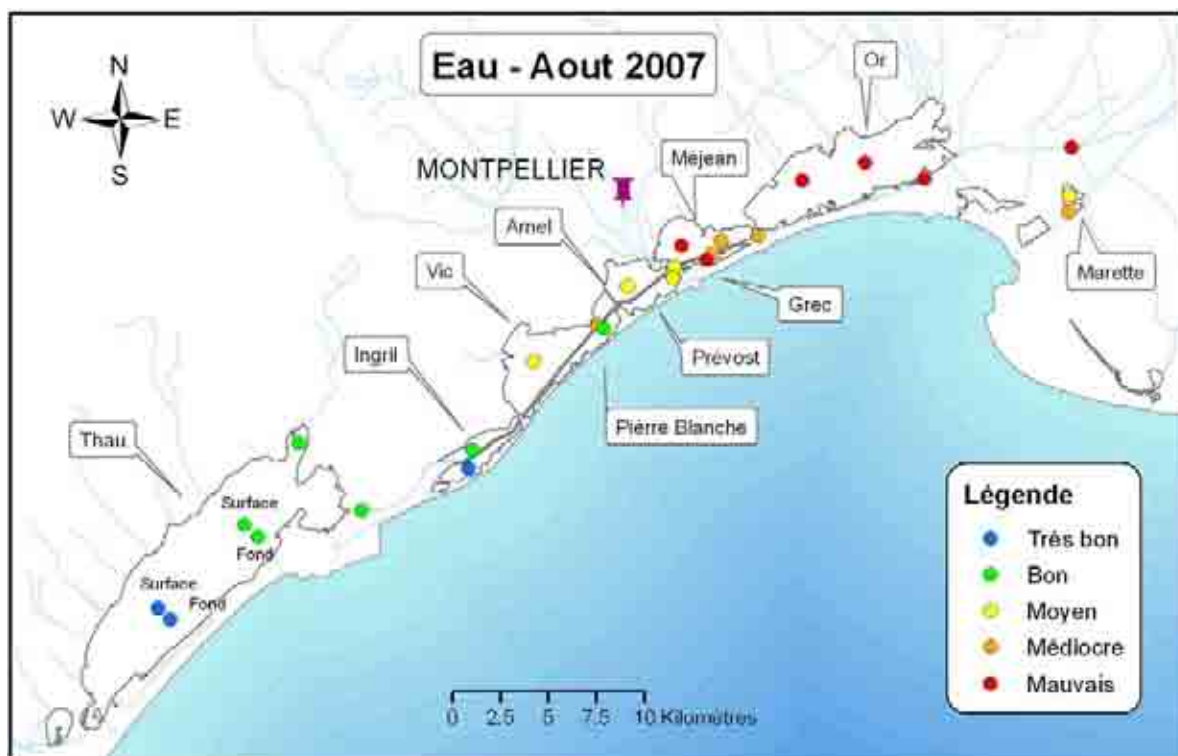 Eau - Aout 2007
N
W E
S
Or
Méjean
MONTPELLIER
Arnel
Vic
Marette
Grec
Ingril
Prévost
Pierre Blanche
Thau
Surface
Fond
Surface
Fond
Légende
Très bon
Bon
Moyen
Médiocre
Mauvais
0 2.5 5 7.5 10 Kilomètres